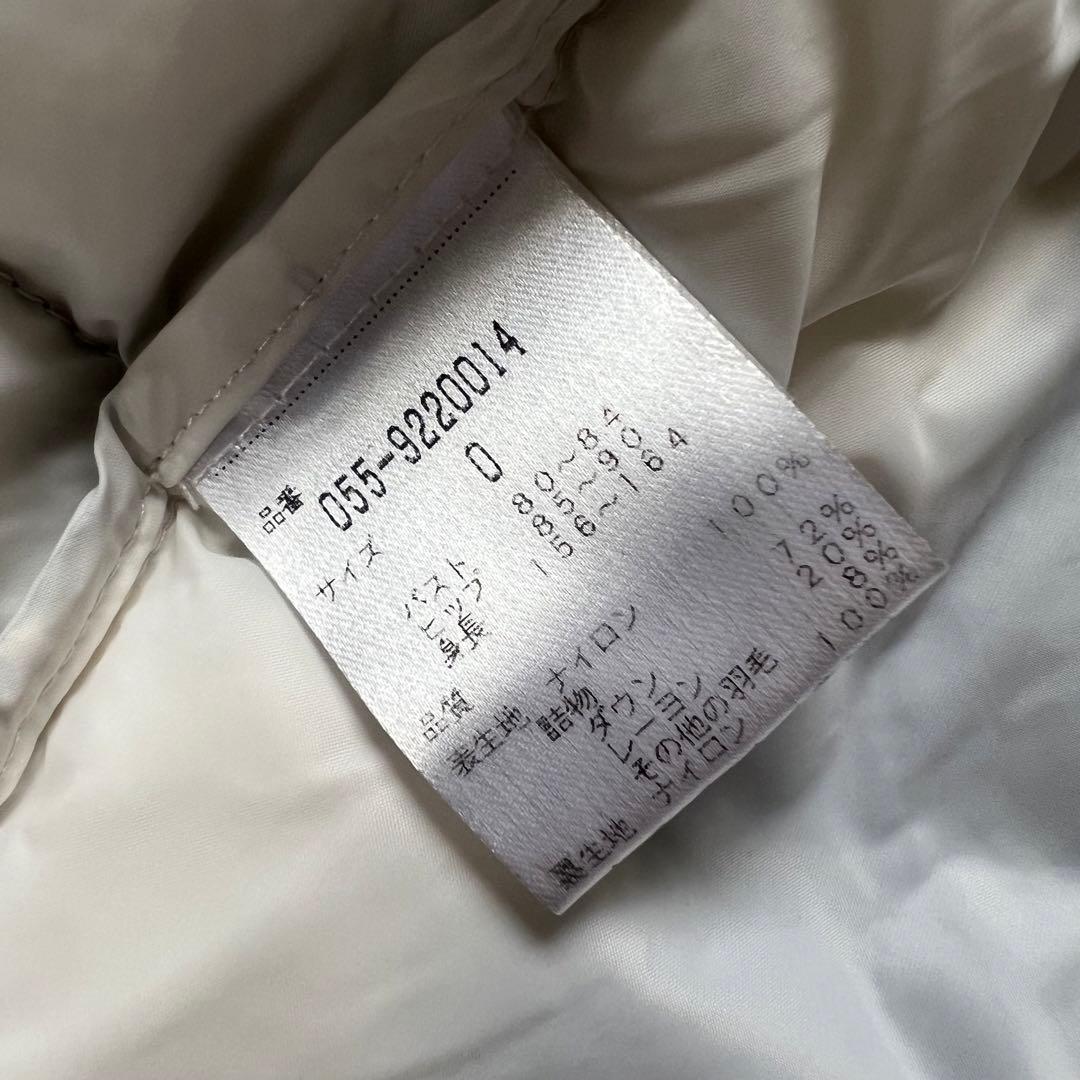 品番 055-9220014
サイズ 0
バスト 80~84
ヒップ 85~90
身長 156~164
品質
表生地 ナイロン 100%
詰物
ダウン 72%
レーヨン 20%
その他の羽毛 8%
裏生地 ナイロン 100%